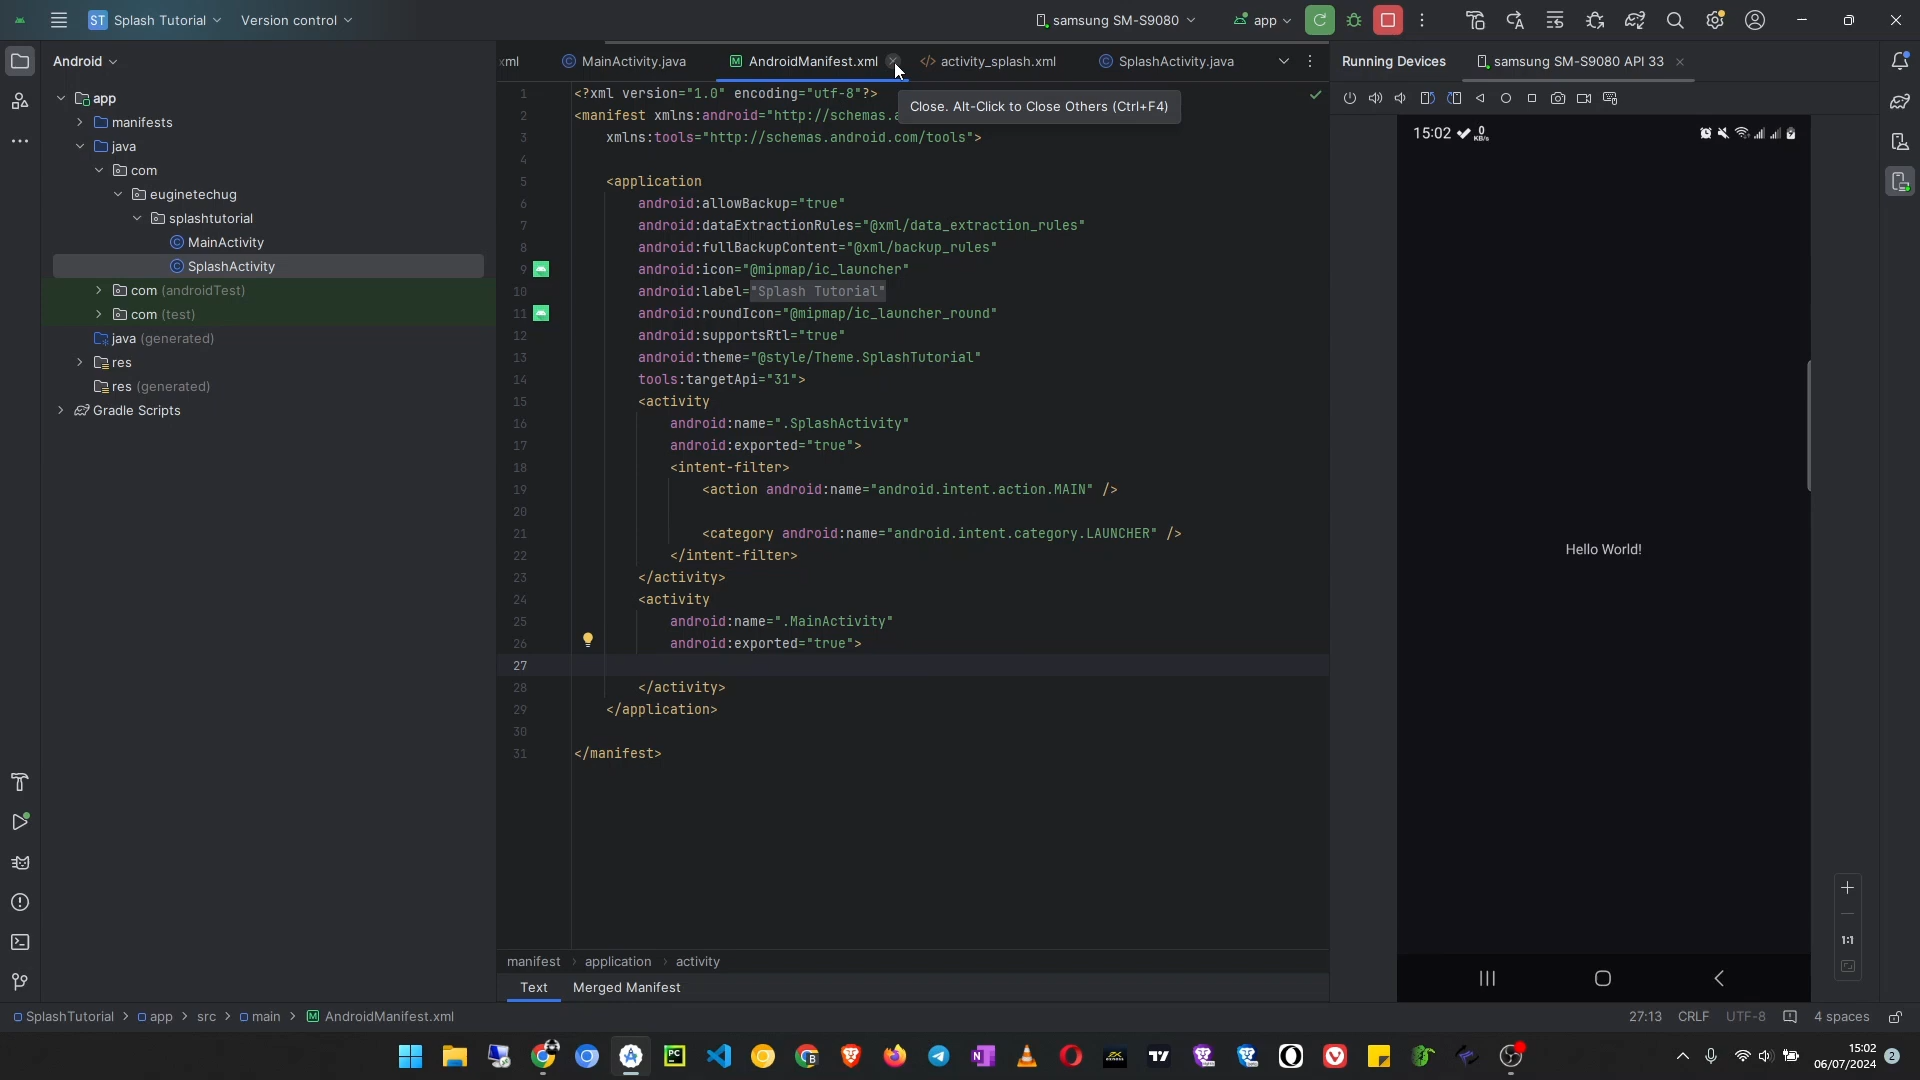 ST Splash Tutorial Version control samsung SM-S9080 app
Android
xml MainActivity.java AndroidManifest.xml activity_splash.xml SplashActivity.java
Running Devices samsung SM-S9080 API 33
Close. Alt-Click to Close Others (Ctrl+F4)
app
manifests
java
com
euginetechug
splashtutorial
MainActivity
SplashActivity
com (androidTest)
com (test)
java (generated)
res
res (generated)
Gradle Scripts
1 <?xml version="1.0" encoding="utf-8"?>
2 <manifest xmlns:android="http://schemas.a
3 xmlns:tools="http://schemas.android.com/tools">
4
5 <application
6 android:allowBackup="true"
7 android:dataExtractionRules="@xml/data_extraction_rules"
8 android:fullBackupContent="@xml/backup_rules"
9 android:icon="@mipmap/ic_launcher"
10 android:label="Splash Tutorial"
11 android:roundIcon="@mipmap/ic_launcher_round"
12 android:supportsRtl="true"
13 android:theme="@style/Theme.SplashTutorial"
14 tools:targetApi="31">
15 <activity
16 android:name=".SplashActivity"
17 android:exported="true">
18 <intent-filter>
19 <action android:name="android.intent.action.MAIN" />
20
21 <category android:name="android.intent.category.LAUNCHER" />
22 </intent-filter>
23 </activity>
24 <activity
25 android:name=".MainActivity"
26 android:exported="true">
27
28 </activity>
29 </application>
30
31 </manifest>
15:02 0 KB/s
Hello World!
1:1
manifest application activity
Text Merged Manifest
SplashTutorial app src main AndroidManifest.xml 27:13 CRLF UTF-8 4 spaces
15:02
06/07/2024 2